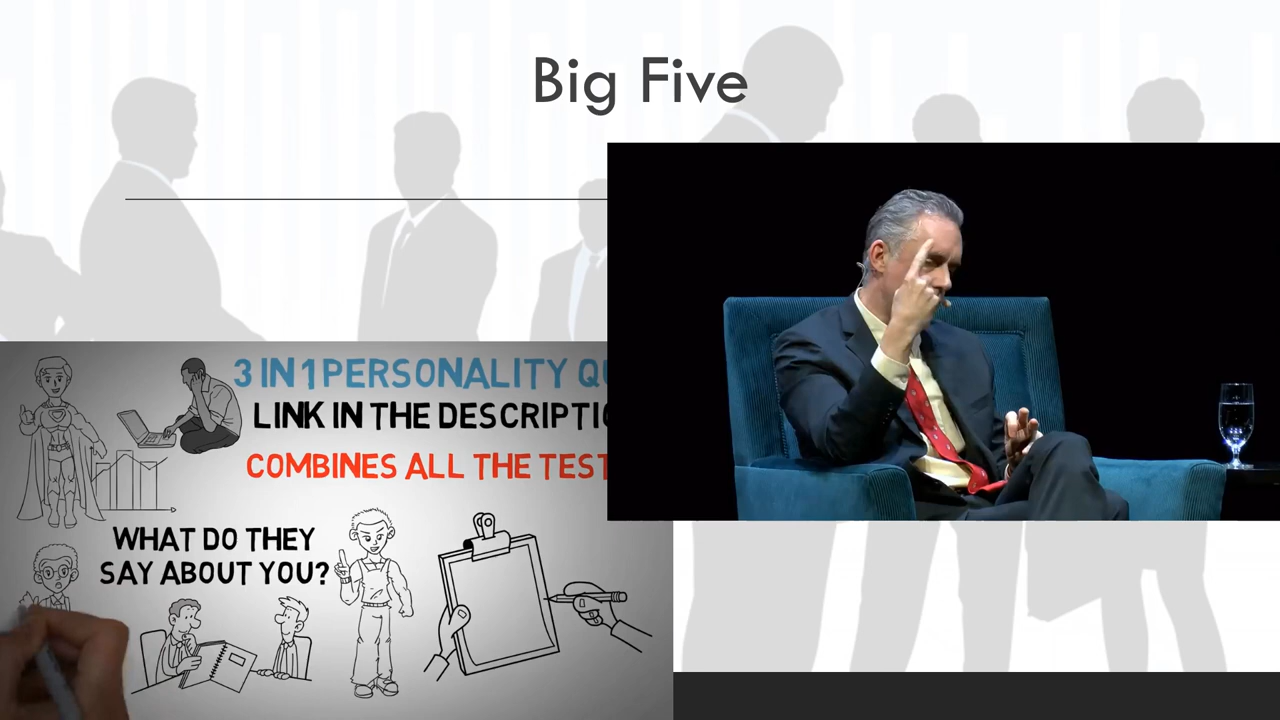 Big Five
3 IN 1 PERSONALITY QU
LINK IN THE DESCRIPTIO
COMBINES ALL THE TEST
WHAT DO THEY
SAY ABOUT YOU?